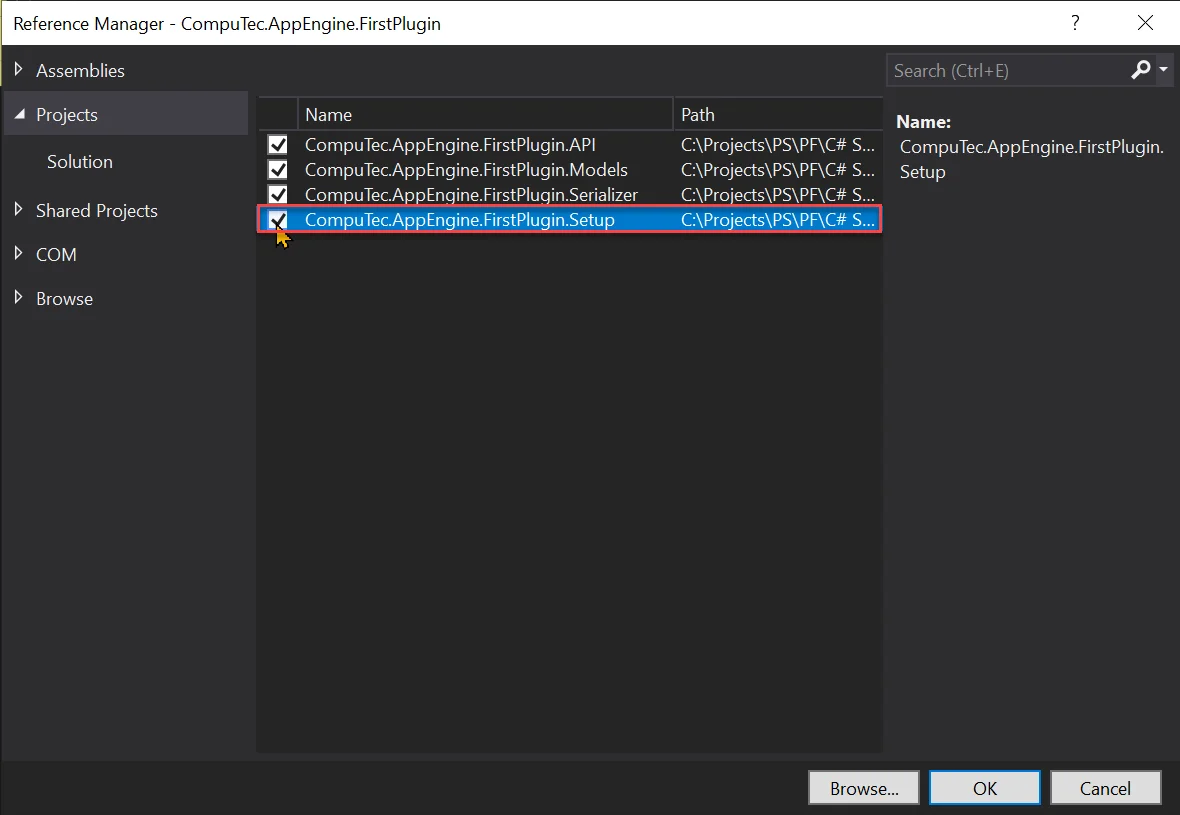 Reference Manager - CompuTec.AppEngine.FirstPlugin ?
Assemblies
Projects
Solution
Shared Projects
COM
Browse
Name Path
CompuTec.AppEngine.FirstPlugin.API C:\Projects\PS\PF\C# S...
CompuTec.AppEngine.FirstPlugin.Models C:\Projects\PS\PF\C# S...
CompuTec.AppEngine.FirstPlugin.Serializer C:\Projects\PS\PF\C# S...
CompuTec.AppEngine.FirstPlugin.Setup C:\Projects\PS\PF\C# S...
Search (Ctrl+E)
Name:
CompuTec.AppEngine.FirstPlugin.
Setup
Browse... OK Cancel